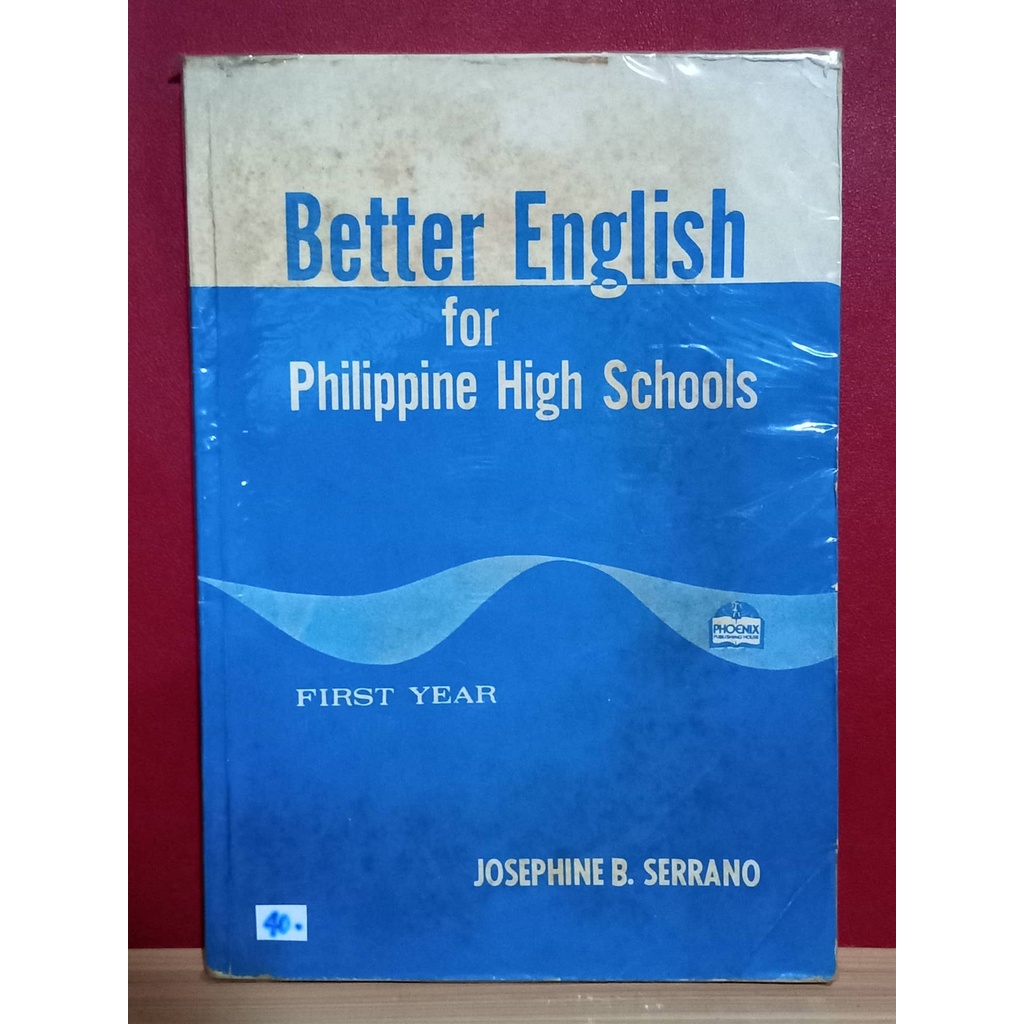 Better English
for
Philippine High Schools
PHOENIX
PUBLISHING HOUSE
FIRST YEAR
JOSEPHINE B. SERRANO
40.